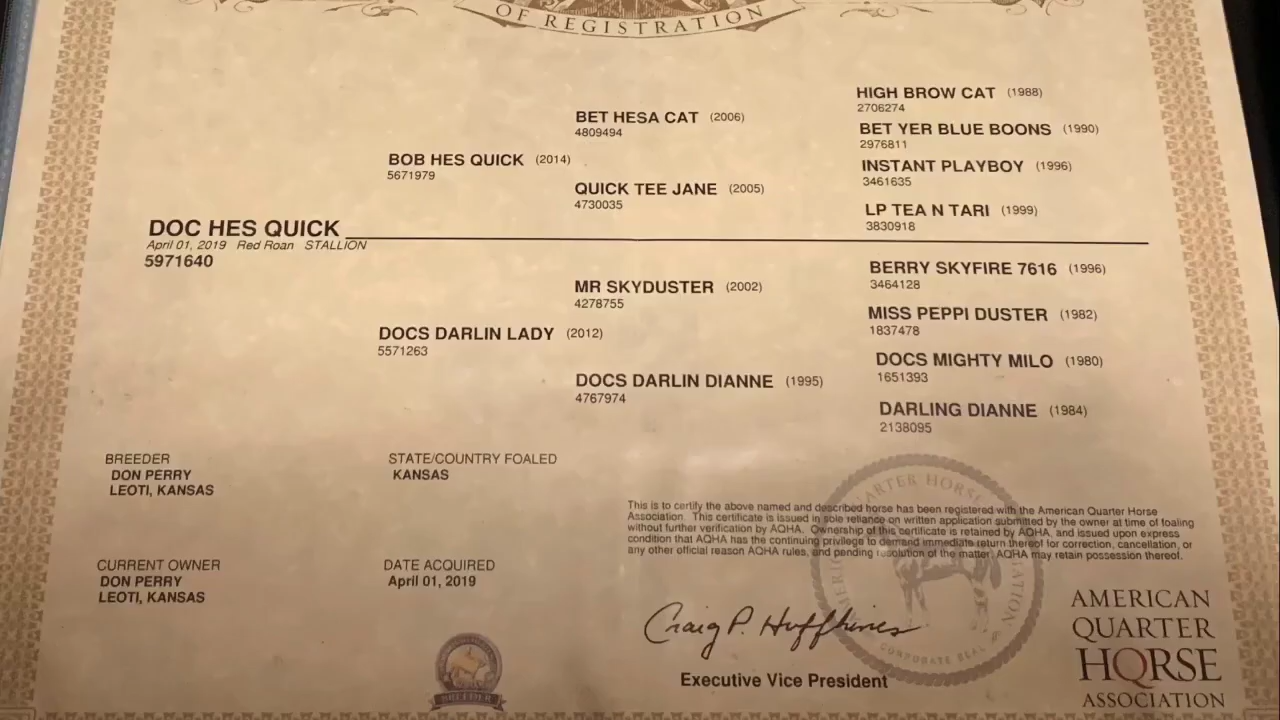 OF REGISTRATION
HIGH BROW CAT (1988)
2706274
BET HESA CAT (2006)
4809494
BET YER BLUE BOONS (1990)
2976811
BOB HES QUICK (2014)
5671979
INSTANT PLAYBOY (1996)
3461635
QUICK TEE JANE (2005)
4730035
LP TEA N TARI (1999)
3830918
DOC HES QUICK
April 01, 2019 Red Roan STALLION
5971640
BERRY SKYFIRE 7616 (1996)
3464128
MR SKYDUSTER (2002)
4278755
MISS PEPPI DUSTER (1982)
1837478
DOCS DARLIN LADY (2012)
5571263
DOCS MIGHTY MILO (1980)
1651393
DOCS DARLIN DIANNE (1995)
4767974
DARLING DIANNE (1984)
2138095
BREEDER
DON PERRY
LEOTI, KANSAS
STATE/COUNTRY FOALED
KANSAS
This is to certify the above named and described horse has been registered with the American Quarter Horse
Association. This certificate is issued in sole reliance on written application submitted by the owner at time of foaling
without further verification by AQHA. Ownership of this certificate is retained by AQHA, and issued upon express
condition that AQHA has the continuing privilege to demand immediate return thereof for correction, cancellation, or
any other official reason AQHA rules, and pending resolution of the matter, AQHA may retain possession thereof.
CURRENT OWNER
DON PERRY
LEOTI, KANSAS
DATE ACQUIRED
April 01, 2019
Craig P. Huffhines
Executive Vice President
CORPORATE SEAL
BREEDER
AMERICAN
QUARTER
HORSE
ASSOCIATION